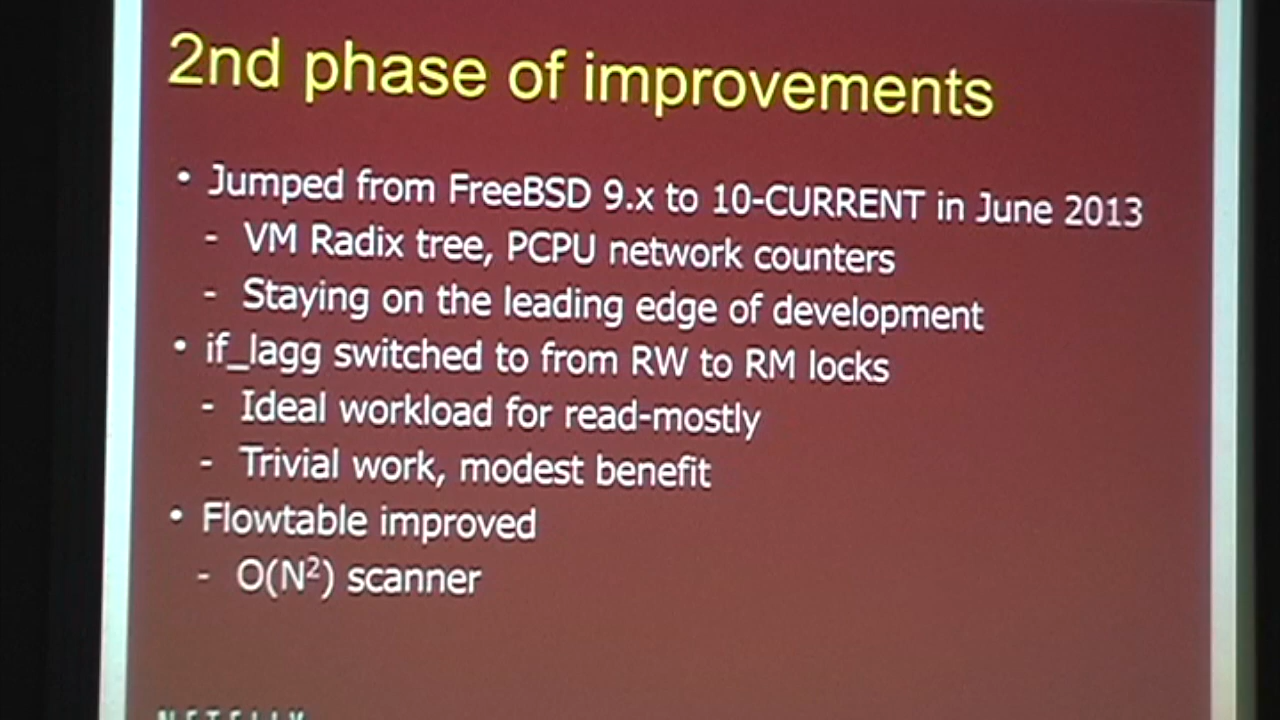 2nd phase of improvements
• Jumped from FreeBSD 9.x to 10-CURRENT in June 2013
- VM Radix tree, PCPU network counters
- Staying on the leading edge of development
• if_lagg switched to from RW to RM locks
- Ideal workload for read-mostly
- Trivial work, modest benefit
• Flowtable improved
- O(N²) scanner
NETFLIX